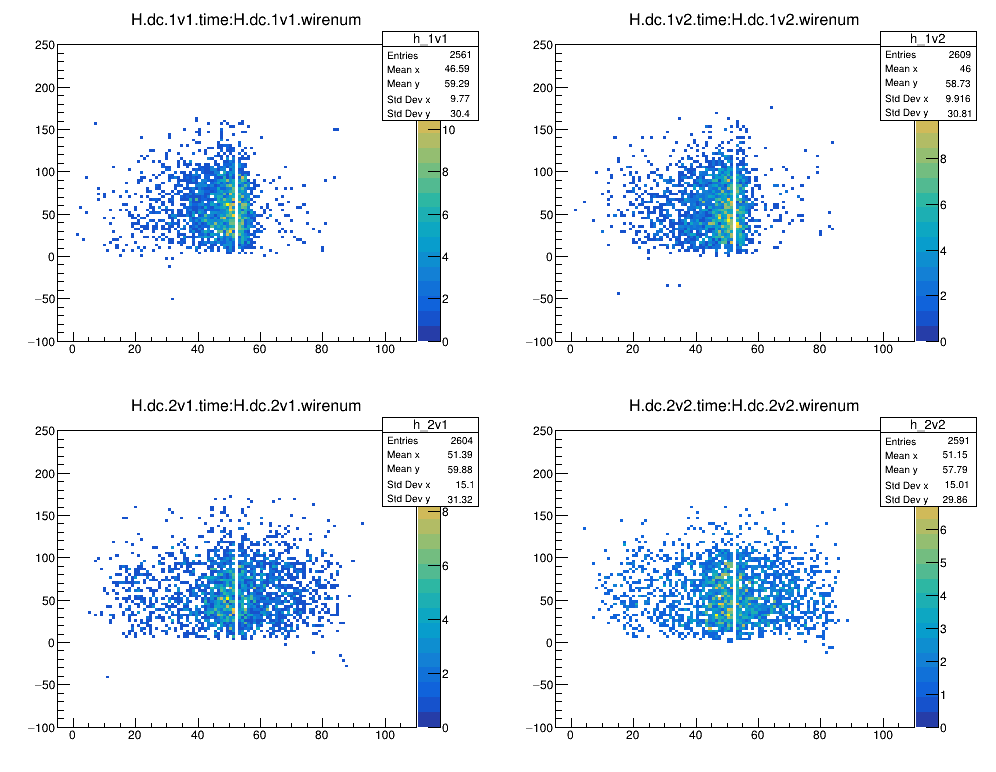 H.dc.1v1.time:H.dc.1v1.wirenum
h_1v1
Entries 2561
Mean x 46.59
Mean y 59.29
Std Dev x 9.77
Std Dev y 30.4
250
200
150
100
50
0
−50
−100
0 20 40 60 80 100
10
8
6
4
2
0
H.dc.1v2.time:H.dc.1v2.wirenum
h_1v2
Entries 2609
Mean x 46
Mean y 58.73
Std Dev x 9.916
Std Dev y 30.81
250
200
150
100
50
0
−50
−100
0 20 40 60 80 100
8
6
4
2
0
H.dc.2v1.time:H.dc.2v1.wirenum
h_2v1
Entries 2604
Mean x 51.39
Mean y 59.88
Std Dev x 15.1
Std Dev y 31.32
250
200
150
100
50
0
−50
−100
0 20 40 60 80 100
8
6
4
2
0
H.dc.2v2.time:H.dc.2v2.wirenum
h_2v2
Entries 2591
Mean x 51.15
Mean y 57.79
Std Dev x 15.01
Std Dev y 29.86
250
200
150
100
50
0
−50
−100
0 20 40 60 80 100
6
5
4
3
2
1
0